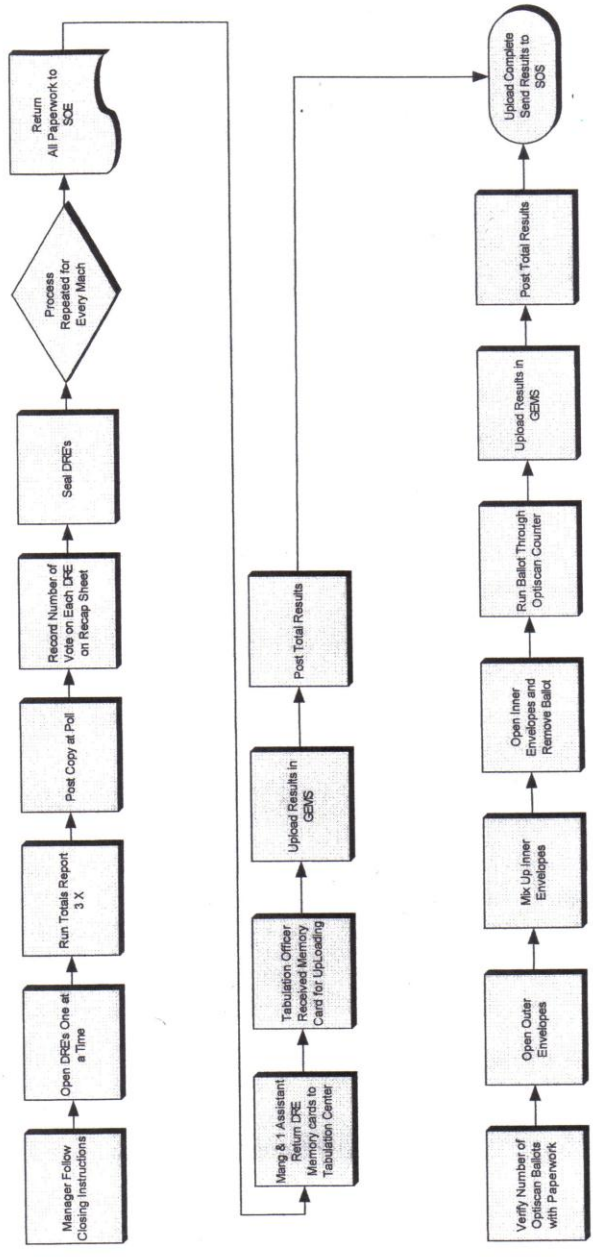 Manager Follow
Closing Instructions
Open DRE's One at
a Time
Run Totals Report
3 X
Post Copy at Poll
Record Number of
Vote on Each DRE
on Recap Sheet
Seal DRE's
Process
Repeated for
Every Mach
Return
All Paperwork to
SOE
Mang & 1 Assistant
Return DRE
Memory cards to
Tabulation Center
Tabulation Officer
Received Memory
Card for UpLoading
Upload Results in
GEMS
Post Total Results
Verify Number of
Optiscan Ballots
with Paperwork
Open Outer
Envelopes
Mix Up Inner
Envelopes
Open Inner
Envelopes and
Remove Ballot
Run Ballot Through
Optiscan Counter
Upload Results in
GEMS
Post Total Results
Upload Complete
Send Results to
SOS